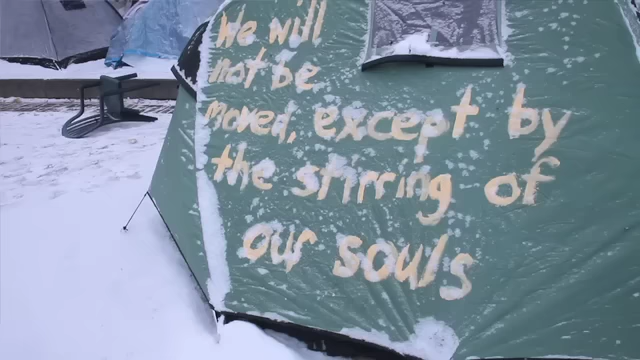 We will
not be
moved, except by
the stirring of
our souls